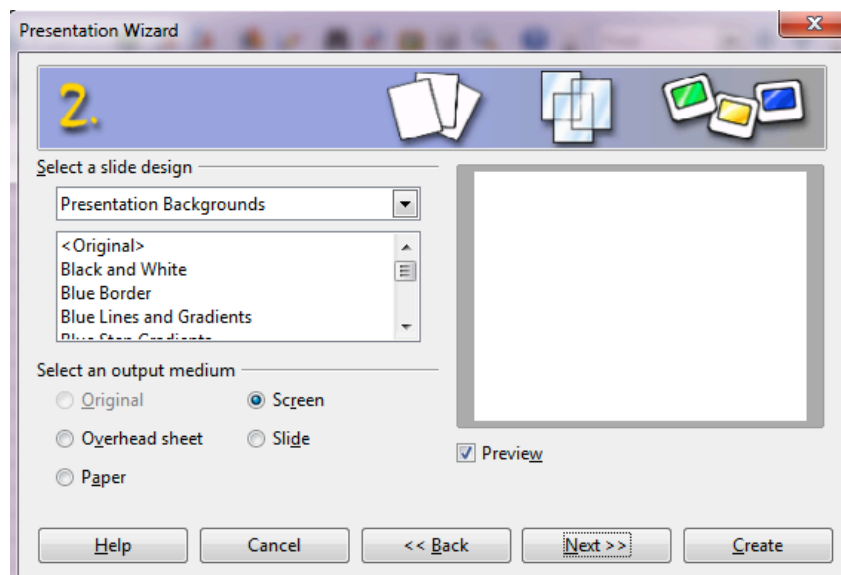 Presentation Wizard
2.
Select a slide design
Presentation Backgrounds
<Original>
Black and White
Blue Border
Blue Lines and Gradients
Select an output medium
Original
Screen
Overhead sheet
Slide
Paper
Preview
Help
Cancel
<< Back
Next >>
Create